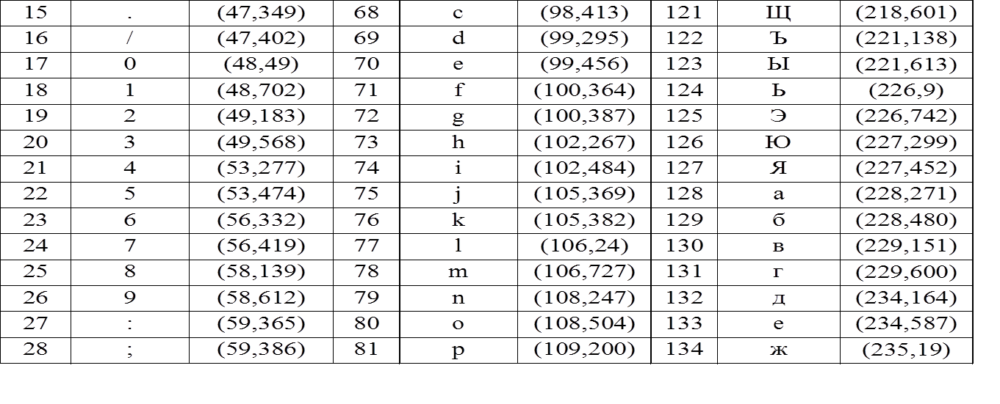 15 . (47,349) 68 c (98,413) 121 Щ (218,601)
16 / (47,402) 69 d (99,295) 122 Ъ (221,138)
17 0 (48,49) 70 e (99,456) 123 Ы (221,613)
18 1 (48,702) 71 f (100,364) 124 Ь (226,9)
19 2 (49,183) 72 g (100,387) 125 Э (226,742)
20 3 (49,568) 73 h (102,267) 126 Ю (227,299)
21 4 (53,277) 74 i (102,484) 127 Я (227,452)
22 5 (53,474) 75 j (105,369) 128 а (228,271)
23 6 (56,332) 76 k (105,382) 129 б (228,480)
24 7 (56,419) 77 l (106,24) 130 в (229,151)
25 8 (58,139) 78 m (106,727) 131 г (229,600)
26 9 (58,612) 79 n (108,247) 132 д (234,164)
27 : (59,365) 80 o (108,504) 133 е (234,587)
28 ; (59,386) 81 p (109,200) 134 ж (235,19)